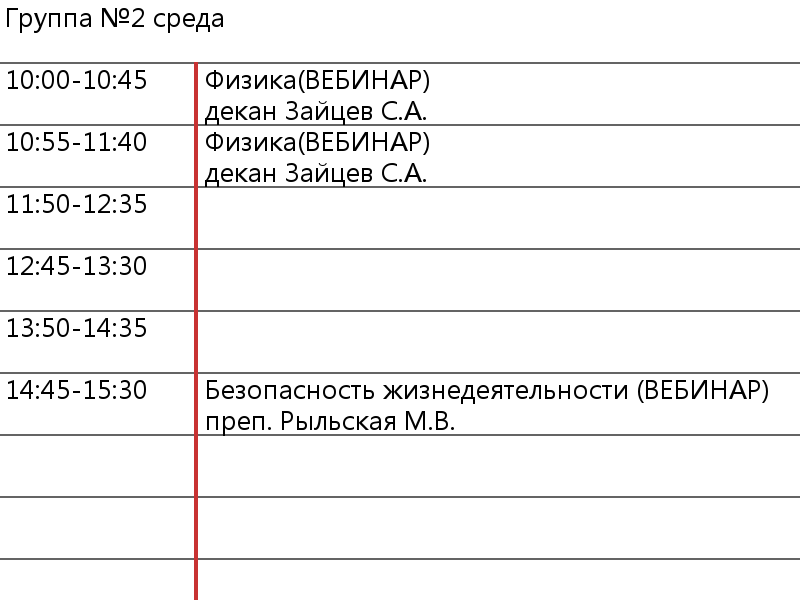 Группа №2 среда
10:00-10:45 Физика(ВЕБИНАР)
декан Зайцев С.А.
10:55-11:40 Физика(ВЕБИНАР)
декан Зайцев С.А.
11:50-12:35
12:45-13:30
13:50-14:35
14:45-15:30 Безопасность жизнедеятельности (ВЕБИНАР)
преп. Рыльская М.В.